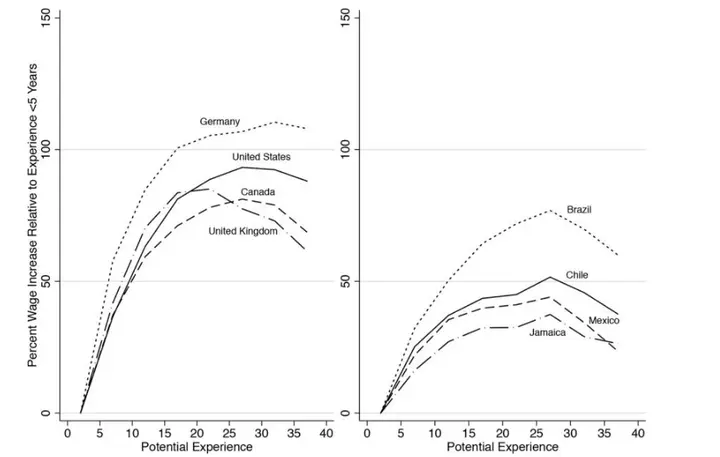 Percent Wage Increase Relative to Experience <5 Years
150
100
50
0
Germany
United States
Canada
United Kingdom
0 5 10 15 20 25 30 35 40
Potential Experience
150
100
50
0
Brazil
Chile
Mexico
Jamaica
0 5 10 15 20 25 30 35 40
Potential Experience